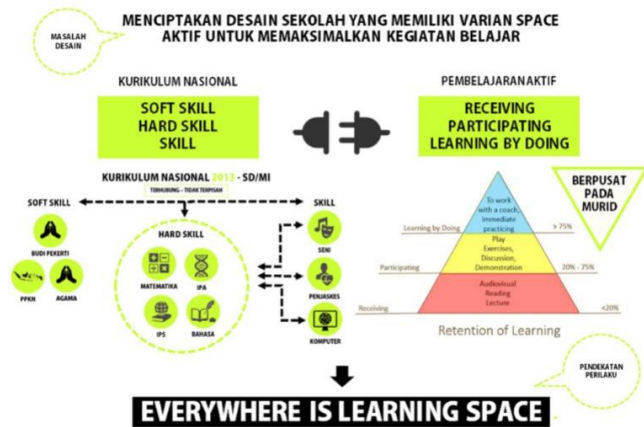 MASALAH
DESAIN
MENCIPTAKAN DESAIN SEKOLAH YANG MEMILIKI VARIAN SPACE
AKTIF UNTUK MEMAKSIMALKAN KEGIATAN BELAJAR
KURIKULUM NASIONAL
SOFT SKILL
HARD SKILL
SKILL
PEMBELAJARAN AKTIF
RECEIVING
PARTICIPATING
LEARNING BY DOING
KURIKULUM NASIONAL 2013 - SD/MI
TERHUBUNG - TIDAK TERPISAH
SOFT SKILL
BUDI PEKERTI
PPKN
AGAMA
HARD SKILL
MATEMATIKA
IPA
IPS
BAHASA
SKILL
SENI
PENJASKES
KOMPUTER
BERPUSAT
PADA
MURID
To work
with a coach,
Immediate
practicing
Learning by Doing
> 75%
Play
Exercises,
Discussion,
Demonstration
Participating
20% - 75%
Audiovisual
Reading
Lecture
Receiving
<20%
Retention of Learning
PENDEKATAN
PERILAKU
EVERYWHERE IS LEARNING SPACE